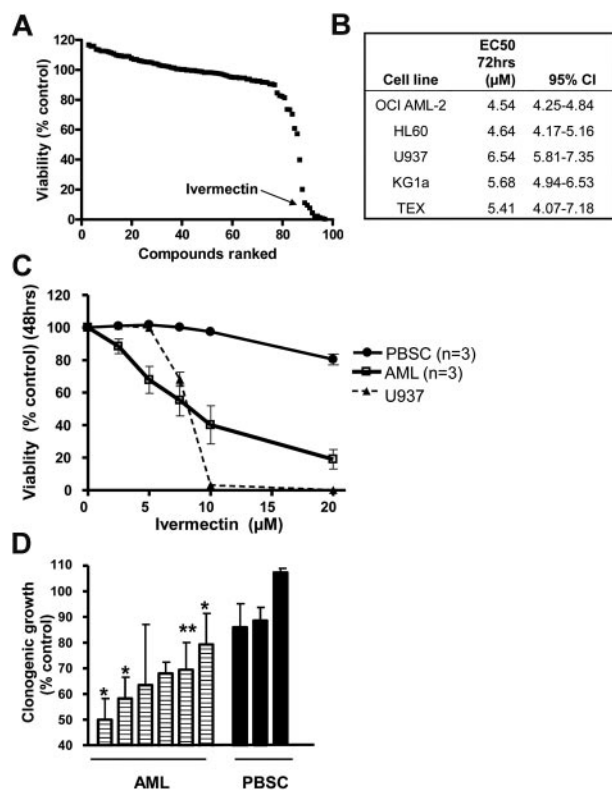 A
120
100
80
60
40
20
0
Viability (% control)
Ivermectin
0 20 40 60 80 100
Compounds ranked
B
EC50
72hrs
Cell line (µM) 95% CI
OCI AML-2 4.54 4.25-4.84
HL60 4.64 4.17-5.16
U937 6.54 5.81-7.35
KG1a 5.68 4.94-6.53
TEX 5.41 4.07-7.18
C
120
100
80
60
40
20
0
Viablity (% control) (48hrs)
PBSC (n=3)
AML (n=3)
U937
0 5 10 15 20
Ivermectin (µM)
D
110
100
90
80
70
60
50
40
Clonogenic growth
(% control)
* * ** *
AML PBSC